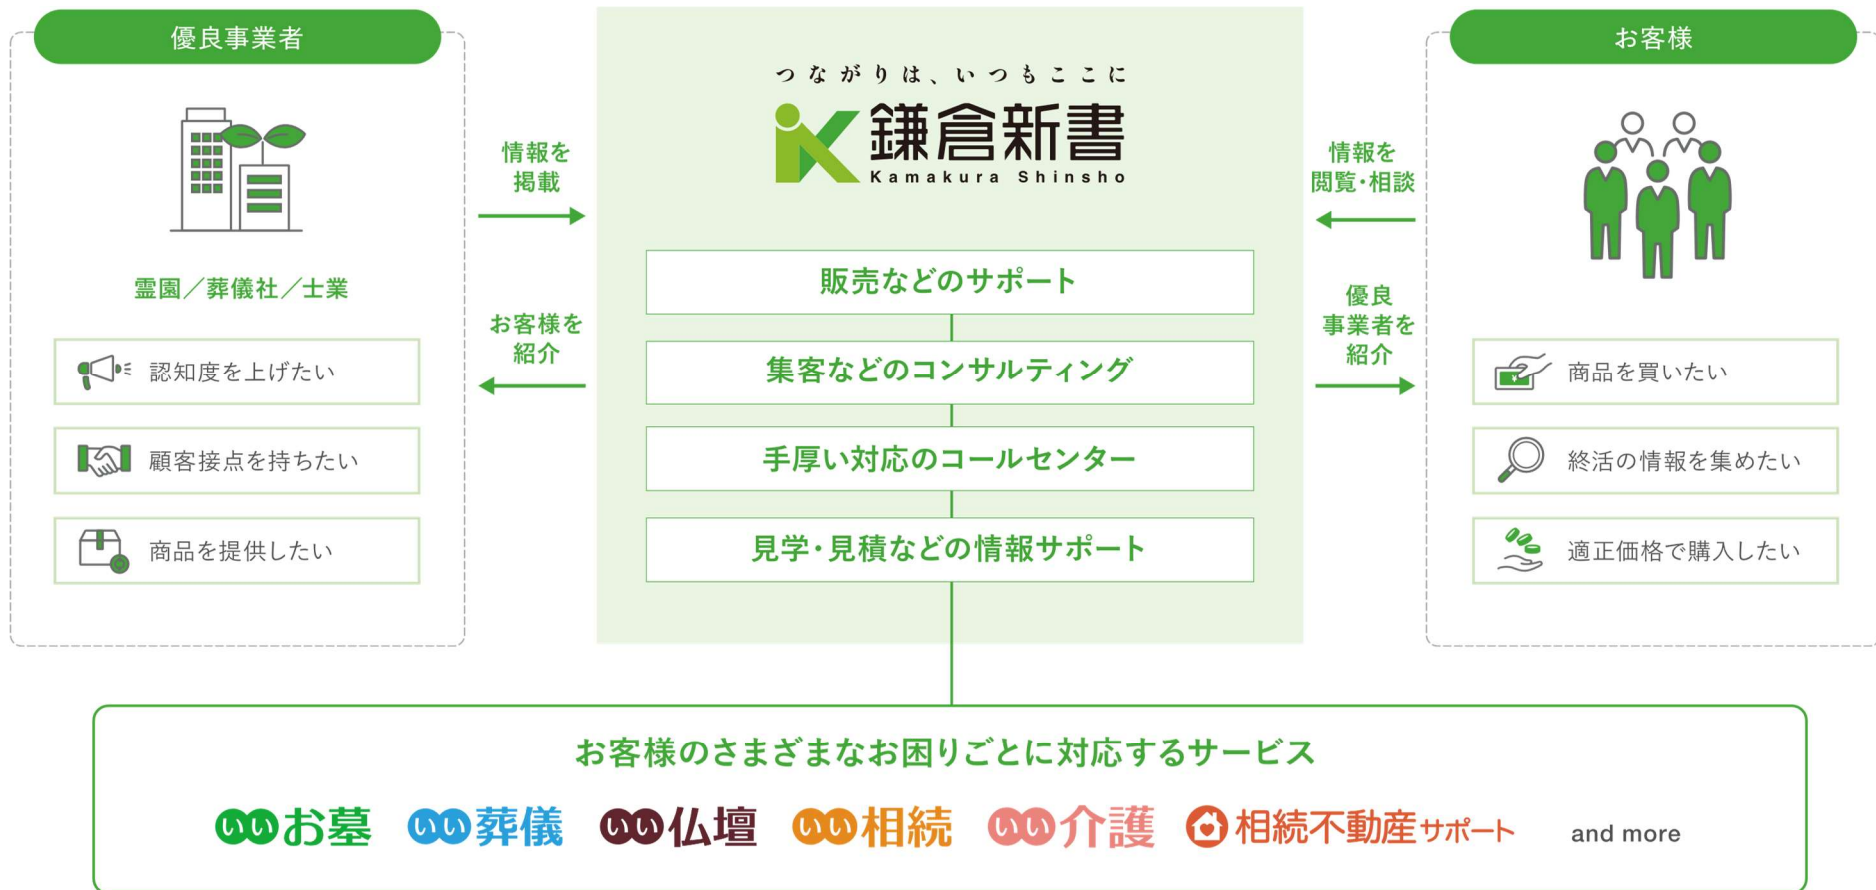 優良事業者
霊園／葬儀社／士業
認知度を上げたい
顧客接点を持ちたい
商品を提供したい
情報を
掲載
お客様を
紹介
つながりは、いつもここに
鎌倉新書
Kamakura Shinsho
販売などのサポート
集客などのコンサルティング
手厚い対応のコールセンター
見学・見積などの情報サポート
情報を
閲覧・相談
優良
事業者を
紹介
お客様
商品を買いたい
終活の情報を集めたい
適正価格で購入したい
お客様のさまざまなお困りごとに対応するサービス
いいお墓 いい葬儀 いい仏壇 いい相続 いい介護 相続不動産サポート and more